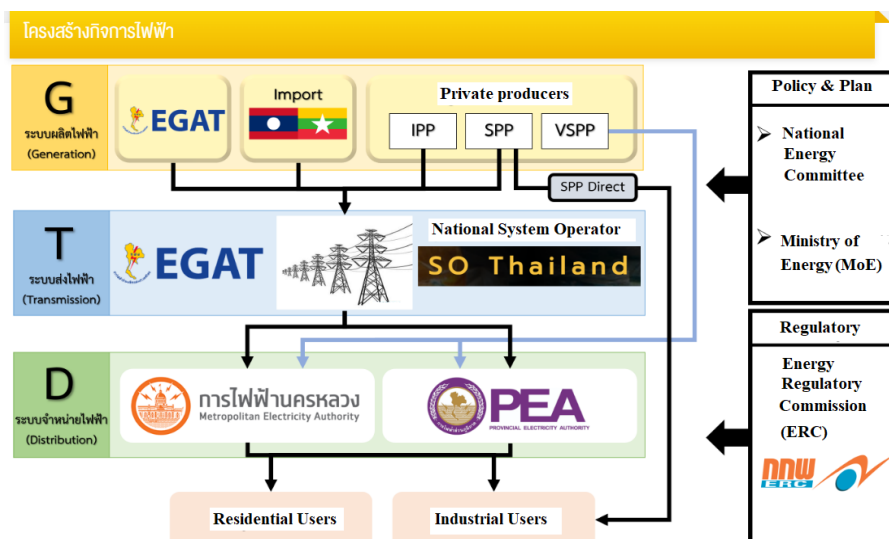 โครงสร้างกิจการไฟฟ้า
G
ระบบผลิตไฟฟ้า
(Generation)
EGAT
Import
Private producers
IPP
SPP
VSPP
SPP Direct
T
ระบบส่งไฟฟ้า
(Transmission)
EGAT
National System Operator
SO Thailand
D
ระบบจำหน่ายไฟฟ้า
(Distribution)
การไฟฟ้านครหลวง
Metropolitan Electricity Authority
PEA
PROVINCIAL ELECTRICITY AUTHORITY
Residential Users
Industrial Users
Policy & Plan
National
Energy
Committee
Ministry of
Energy (MoE)
Regulatory
Energy
Regulatory
Commission
(ERC)
กกพ
ERC